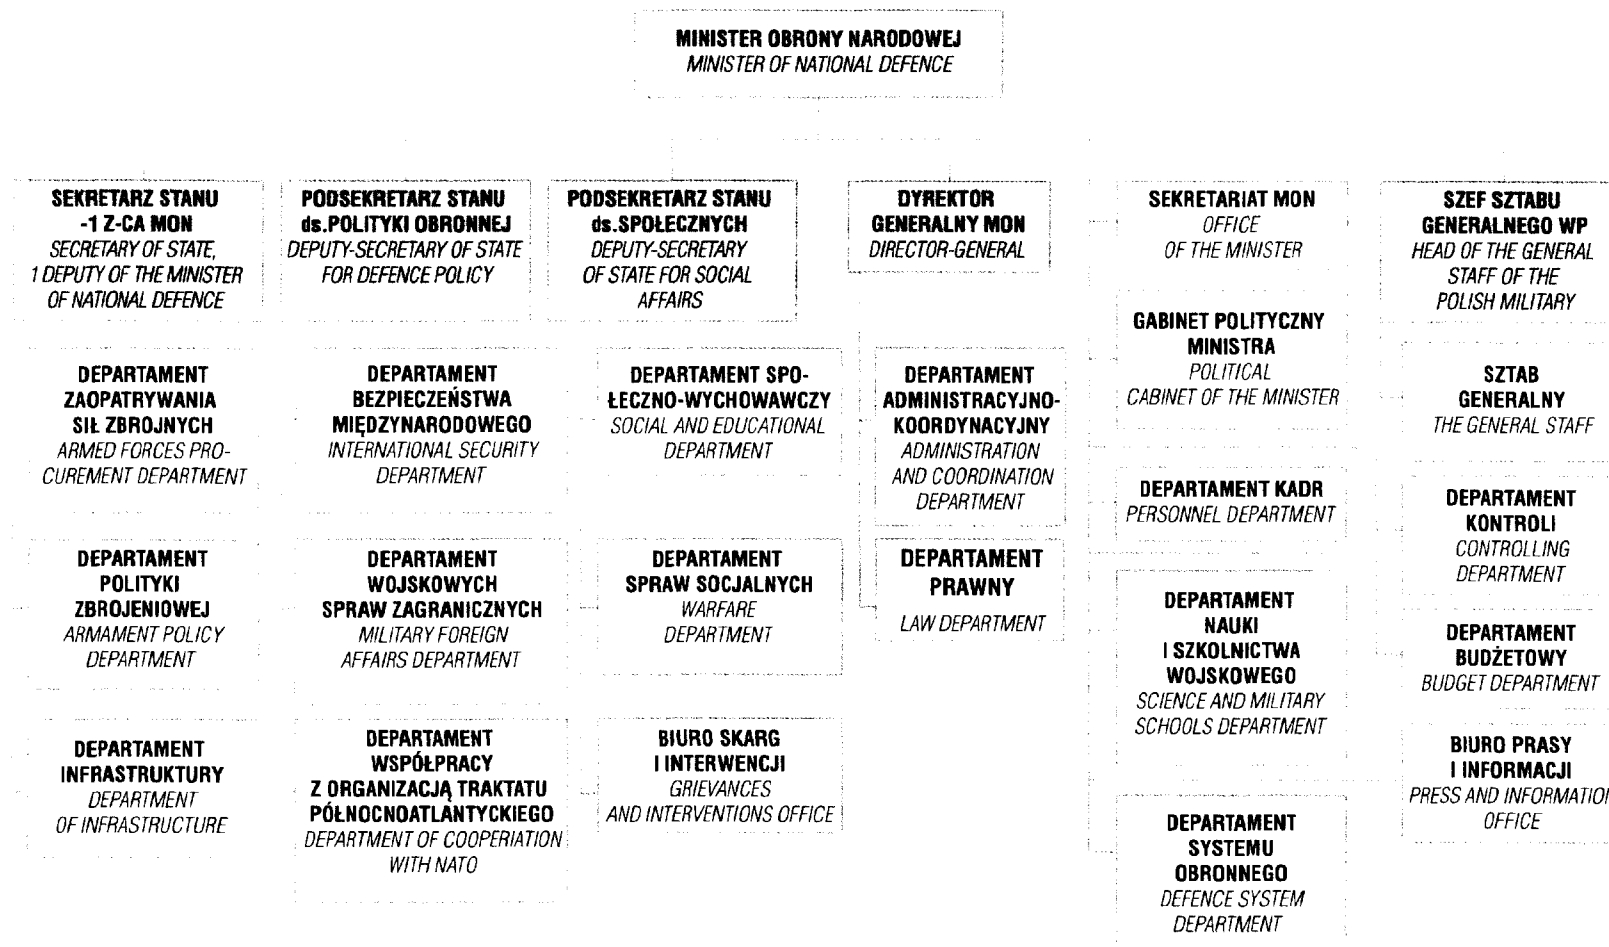 MINISTER OBRONY NARODOWEJ
MINISTER OF NATIONAL DEFENCE
SEKRETARZ STANU
-1 Z-CA MON
SECRETARY OF STATE,
1 DEPUTY OF THE MINISTER
OF NATIONAL DEFENCE
DEPARTAMENT
ZAOPATRYWANIA
SIŁ ZBROJNYCH
ARMED FORCES PRO-
CUREMENT DEPARTMENT
DEPARTAMENT
POLITYKI
ZBROJENIOWEJ
ARMAMENT POLICY
DEPARTMENT
DEPARTAMENT
INFRASTRUKTURY
DEPARTMENT
OF INFRASTRUCTURE
PODSEKRETARZ STANU
ds.POLITYKI OBRONNEJ
DEPUTY-SECRETARY OF STATE
FOR DEFENCE POLICY
DEPARTAMENT
BEZPIECZEŃSTWA
MIĘDZYNARODOWEGO
INTERNATIONAL SECURITY
DEPARTMENT
DEPARTAMENT
WOJSKOWYCH
SPRAW ZAGRANICZNYCH
MILITARY FOREIGN
AFFAIRS DEPARTMENT
DEPARTAMENT
WSPÓŁPRACY
Z ORGANIZACJĄ TRAKTATU
PÓŁNOCNOATLANTYCKIEGO
DEPARTMENT OF COOPERIATION
WITH NATO
PODSEKRETARZ STANU
ds.SPOŁECZNYCH
DEPUTY-SECRETARY
OF STATE FOR SOCIAL
AFFAIRS
DEPARTAMENT SPO-
ŁECZNO-WYCHOWAWCZY
SOCIAL AND EDUCATIONAL
DEPARTMENT
DEPARTAMENT
SPRAW SOCJALNYCH
WARFARE
DEPARTMENT
BIURO SKARG
I INTERWENCJI
GRIEVANCES
AND INTERVENTIONS OFFICE
DYREKTOR
GENERALNY MON
DIRECTOR-GENERAL
DEPARTAMENT
ADMINISTRACYJNO-
KOORDYNACYJNY
ADMINISTRATION
AND COORDINATION
DEPARTMENT
DEPARTAMENT
PRAWNY
LAW DEPARTMENT
SEKRETARIAT MON
OFFICE
OF THE MINISTER
GABINET POLITYCZNY
MINISTRA
POLITICAL
CABINET OF THE MINISTER
DEPARTAMENT KADR
PERSONNEL DEPARTMENT
DEPARTAMENT
NAUKI
I SZKOLNICTWA
WOJSKOWEGO
SCIENCE AND MILITARY
SCHOOLS DEPARTMENT
DEPARTAMENT
SYSTEMU
OBRONNEGO
DEFENCE SYSTEM
DEPARTMENT
SZEF SZTABU
GENERALNEGO WP
HEAD OF THE GENERAL
STAFF OF THE
POLISH MILITARY
SZTAB
GENERALNY
THE GENERAL STAFF
DEPARTAMENT
KONTROLI
CONTROLLING
DEPARTMENT
DEPARTAMENT
BUDŻETOWY
BUDGET DEPARTMENT
BIURO PRASY
I INFORMACJI
PRESS AND INFORMATIO
OFFICE